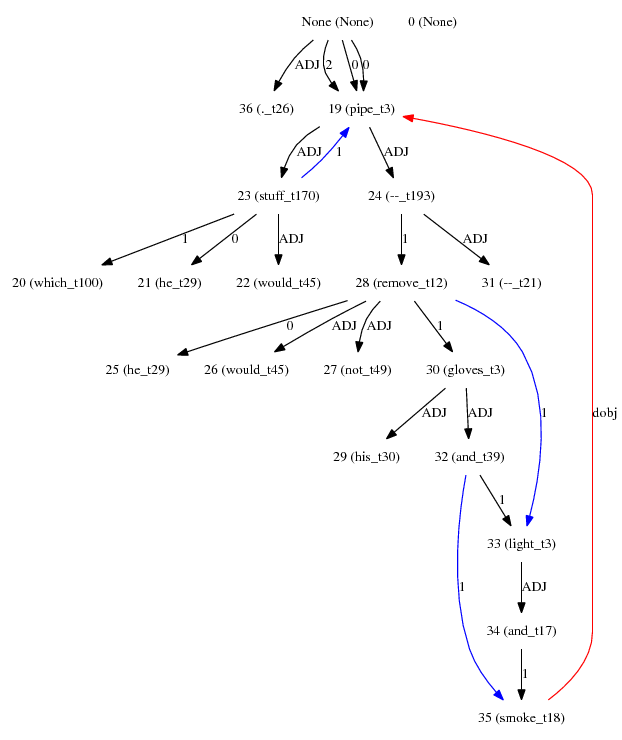 None (None) 0 (None)
ADJ 2 0 0
36 (._t26) 19 (pipe_t3)
ADJ 1 ADJ
23 (stuff_t170) 24 (--_t193)
1 0 ADJ 1 ADJ
20 (which_t100) 21 (he_t29) 22 (would_t45) 28 (remove_t12) 31 (--_t21)
0 ADJ ADJ 1
25 (he_t29) 26 (would_t45) 27 (not_t49) 30 (gloves_t3)
ADJ ADJ 1 dobj
29 (his_t30) 32 (and_t39)
1
33 (light_t3)
1 ADJ
34 (and_t17)
1
35 (smoke_t18)